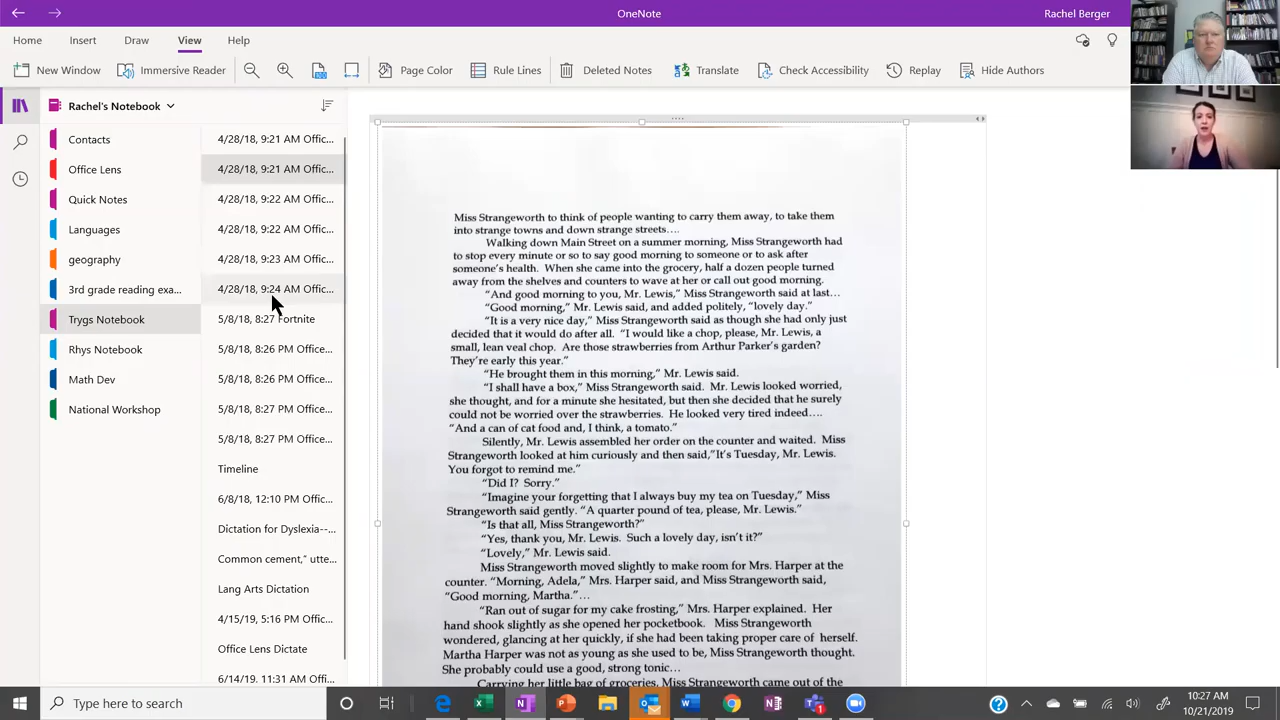 OneNote
Rachel Berger
Home
Insert
Draw
View
Help
New Window
Immersive Reader
Page Color
Rule Lines
Deleted Notes
Translate
Check Accessibility
Replay
Hide Authors
Rachel's Notebook
Contacts
Office Lens
Quick Notes
Languages
geography
3rd grade reading exa...
Trygs Notebook
Rhys Notebook
Math Dev
National Workshop
4/28/18, 9:21 AM Offic...
4/28/18, 9:21 AM Offic...
4/28/18, 9:22 AM Offic...
4/28/18, 9:22 AM Offic...
4/28/18, 9:23 AM Offic...
4/28/18, 9:24 AM Offic...
5/8/18, 8:27 Fortnite
5/8/18, 8:26 PM Office...
5/8/18, 8:26 PM Office...
5/8/18, 8:27 PM Office...
5/8/18, 8:27 PM Office...
Timeline
6/8/18, 12:10 PM Offic...
Dictation for Dyslexia--...
Common cement," utte...
Lang Arts Dictation
4/15/19, 5:16 PM Offic...
Office Lens Dictate
6/14/19, 11:31 AM Offic...
Miss Strangeworth to think of people wanting to carry them away, to take them
into strange towns and down strange streets....
Walking down Main Street on a summer morning, Miss Strangeworth had
to stop every minute or so to say good morning to someone or to ask after
someone's health. When she came into the grocery, half a dozen people turned
away from the shelves and counters to wave at her or call out good morning.
"And good morning to you, Mr. Lewis," Miss Strangeworth said at last...
"Good morning," Mr. Lewis said, and added politely, "lovely day."
"It is a very nice day," Miss Strangeworth said as though she had only just
decided that it would do after all. "I would like a chop, please, Mr. Lewis, a
small, lean veal chop. Are those strawberries from Arthur Parker's garden?
They're early this year."
"He brought them in this morning," Mr. Lewis said.
"I shall have a box," Miss Strangeworth said. Mr. Lewis looked worried,
she thought, and for a minute she hesitated, but then she decided that he surely
could not be worried over the strawberries. He looked very tired indeed....
"And a can of cat food and, I think, a tomato."
Silently, Mr. Lewis assembled her order on the counter and waited. Miss
Strangeworth looked at him curiously and then said,"It's Tuesday, Mr. Lewis.
You forgot to remind me."
"Did I? Sorry."
"Imagine your forgetting that I always buy my tea on Tuesday," Miss
Strangeworth said gently. "A quarter pound of tea, please, Mr. Lewis."
"Is that all, Miss Strangeworth?"
"Yes, thank you, Mr. Lewis. Such a lovely day, isn't it?"
"Lovely," Mr. Lewis said.
Miss Strangeworth moved slightly to make room for Mrs. Harper at the
counter. "Morning, Adela," Mrs. Harper said, and Miss Strangeworth said,
"Good morning, Martha."...
"Ran out of sugar for my cake frosting," Mrs. Harper explained. Her
hand shook slightly as she opened her pocketbook. Miss Strangeworth
wondered, glancing at her quickly, if she had been taking proper care of herself.
Martha Harper was not as young as she used to be, Miss Strangeworth thought.
She probably could use a good, strong tonic...
Carrying her little bag of groceries, Miss Strangeworth came out of the
Type here to search
10:27 AM
10/21/2019